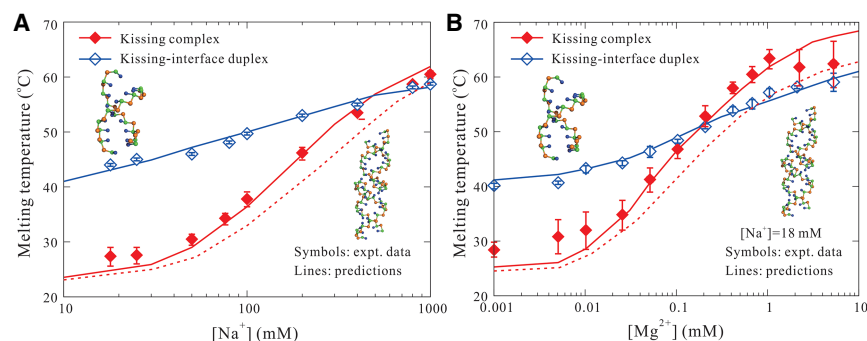 A
Kissing complex
Kissing-interface duplex
Melting temperature (°C)
70
60
50
40
30
20
Symbols: expt. data
Lines: predictions
10
100
1000
[Na⁺] (mM)
B
Kissing complex
Kissing-interface duplex
Melting temperature (°C)
70
60
50
40
30
20
[Na⁺]=18 mM
Symbols: expt. data
Lines: predictions
0.001
0.01
0.1
1
10
[Mg²⁺] (mM)